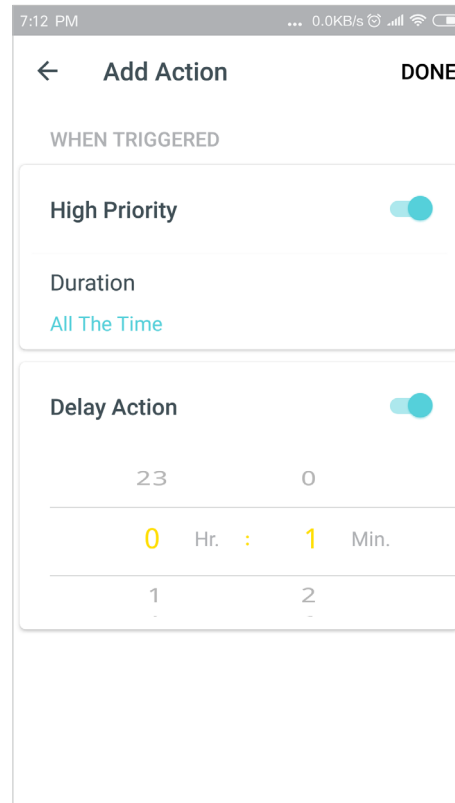 7:12 PM ... 0.0KB/s
Add Action DONE
WHEN TRIGGERED
High Priority
Duration
All The Time
Delay Action
23 0
0 Hr. : 1 Min.
1 2